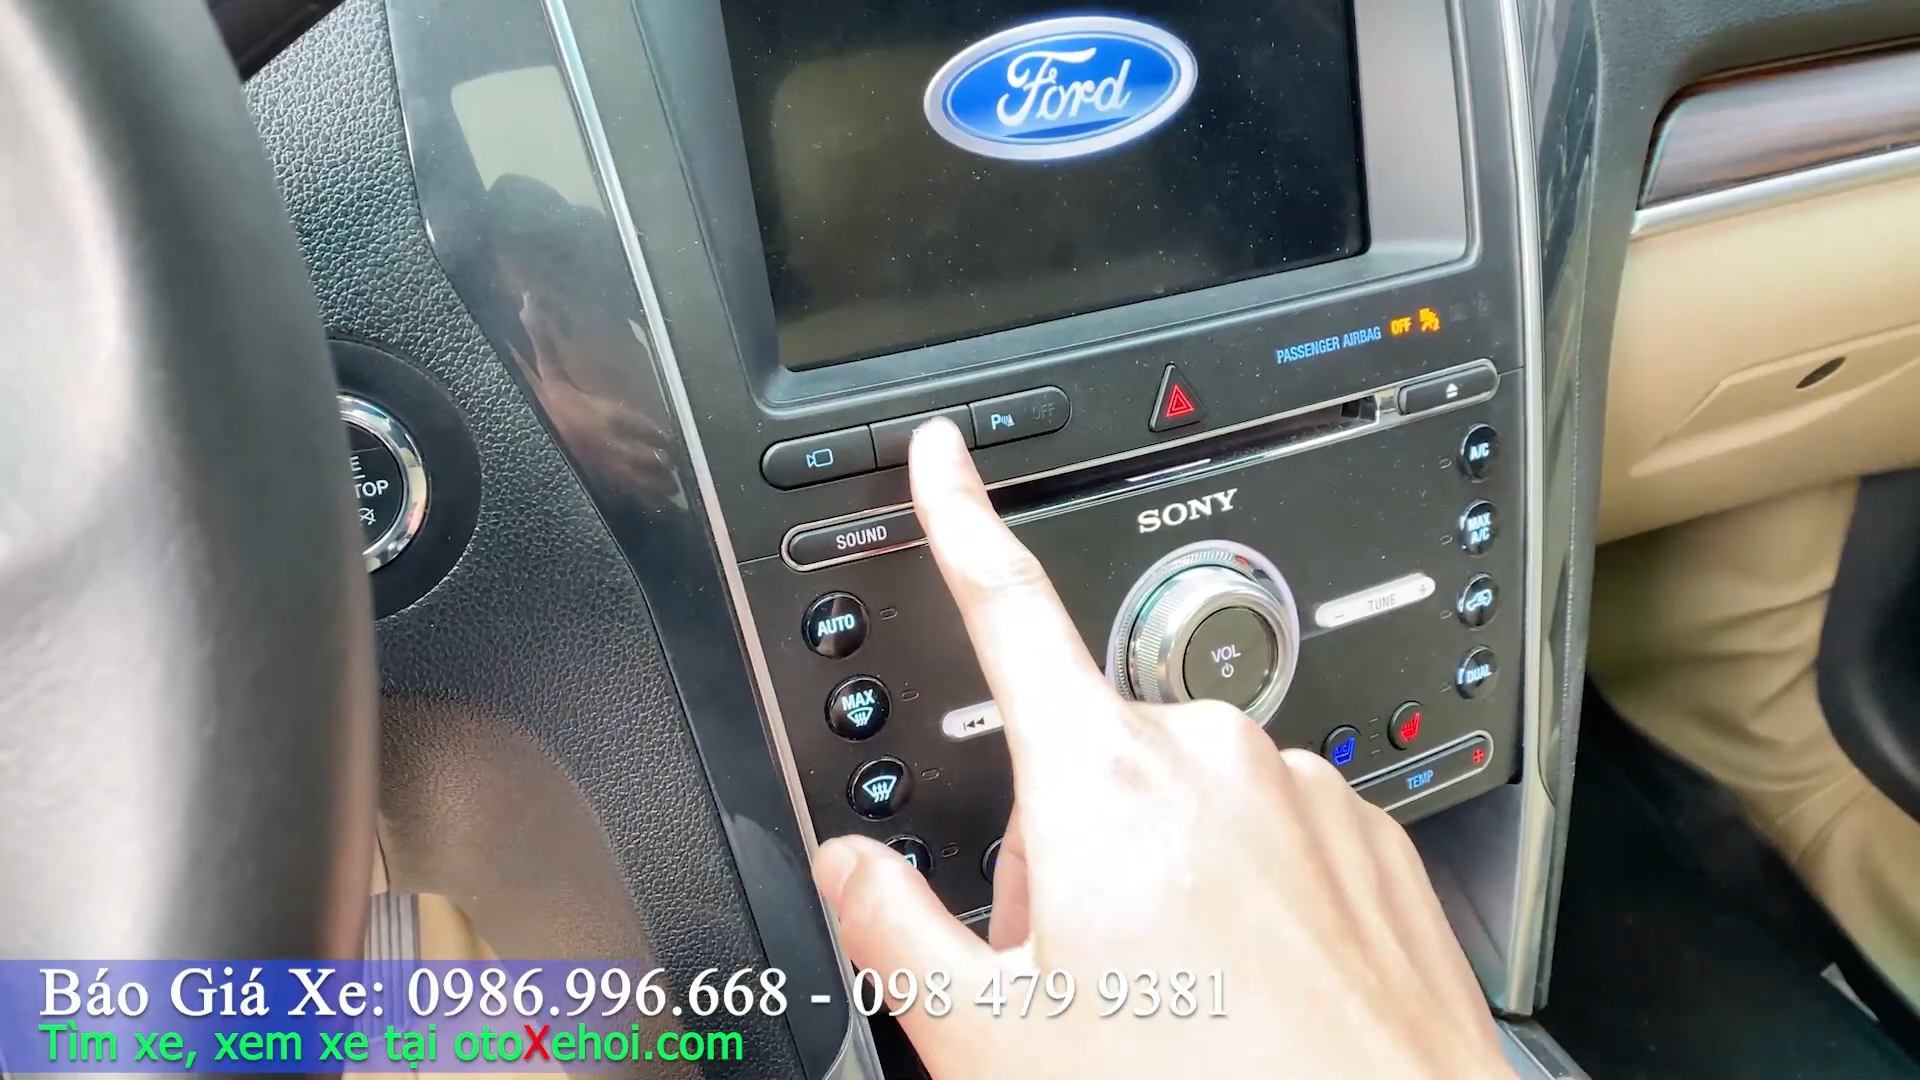 Ford
PASSENGER AIRBAG OFF
P OFF
SONY
SOUND
A/C
MAX
A/C
TUNE
- +
AUTO
VOL
MAX
DUAL
A/C
TEMP +
TOP
Báo Giá Xe: 0986.996.668 - 098 479 9381
Tìm xe, xem xe tại otoXehoi.com